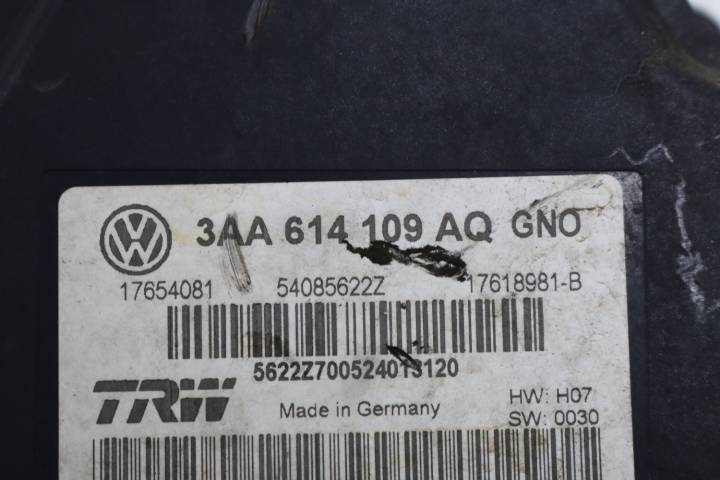 3AA 614 109 AQ GNO
17654081 54085622Z 17618981-B
5622Z700524013120
TRW Made in Germany HW: H07
SW: 0030